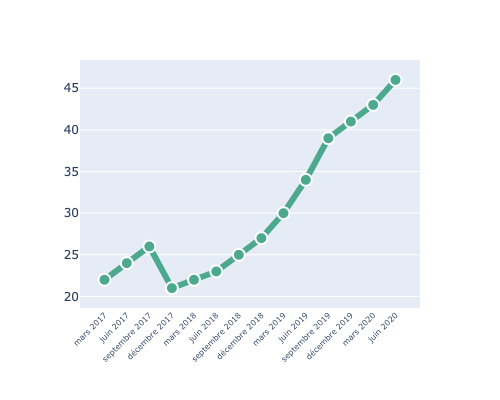 45
40
35
30
25
20
mars 2017
juin 2017
septembre 2017
décembre 2017
mars 2018
juin 2018
septembre 2018
décembre 2018
mars 2019
juin 2019
septembre 2019
décembre 2019
mars 2020
juin 2020